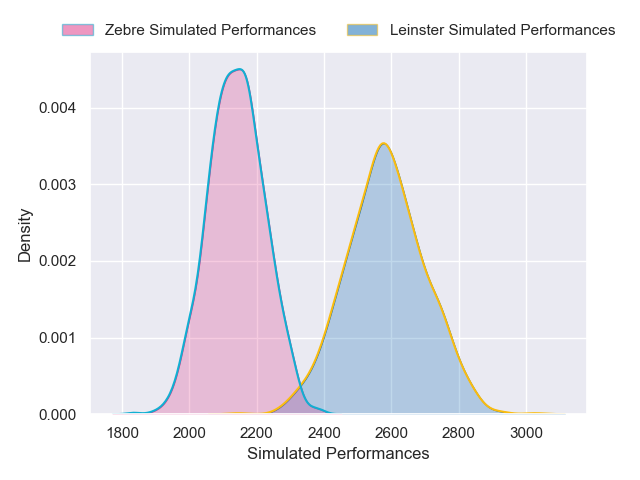 Zebre Simulated Performances
Leinster Simulated Performances
0.004
0.003
0.002
0.001
0.000
Density
1800 2000 2200 2400 2600 2800 3000
Simulated Performances